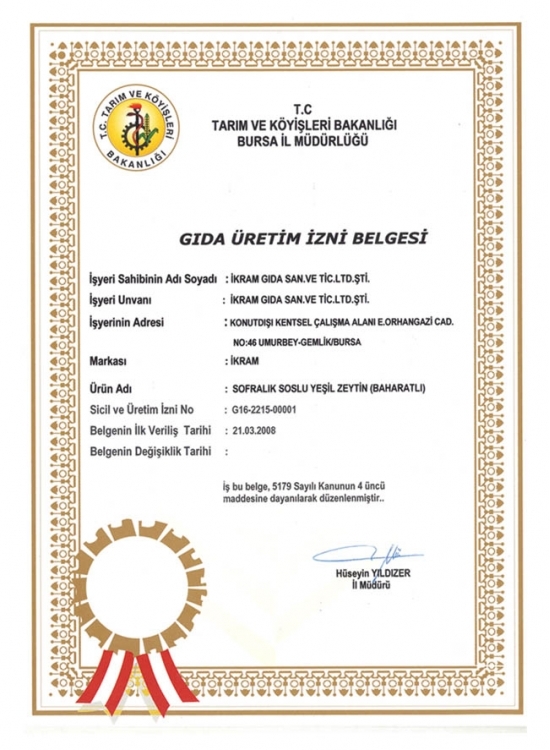 T.C. TARIM VE KÖYİŞLERİ BAKANLIĞI
T.C
TARIM VE KÖYİŞLERİ BAKANLIĞI
BURSA İL MÜDÜRLÜĞÜ
GIDA ÜRETİM İZNİ BELGESİ
İşyeri Sahibinin Adı Soyadı : İKRAM GIDA SAN.VE TİC.LTD.ŞTİ.
İşyeri Unvanı : İKRAM GIDA SAN.VE TİC.LTD.ŞTİ.
İşyerinin Adresi : KONUTDIŞI KENTSEL ÇALIŞMA ALANI E.ORHANGAZİ CAD.
NO:46 UMURBEY-GEMLİK/BURSA
Markası : İKRAM
Ürün Adı : SOFRALIK SOSLU YEŞİL ZEYTİN (BAHARATLI)
Sicil ve Üretim İzni No : G16-2215-00001
Belgenin İlk Veriliş Tarihi : 21.03.2008
Belgenin Değişiklik Tarihi :
İş bu belge, 5179 Sayılı Kanunun 4 üncü
maddesine dayanılarak düzenlenmiştir..
Hüseyin YILDIZER
İl Müdürü